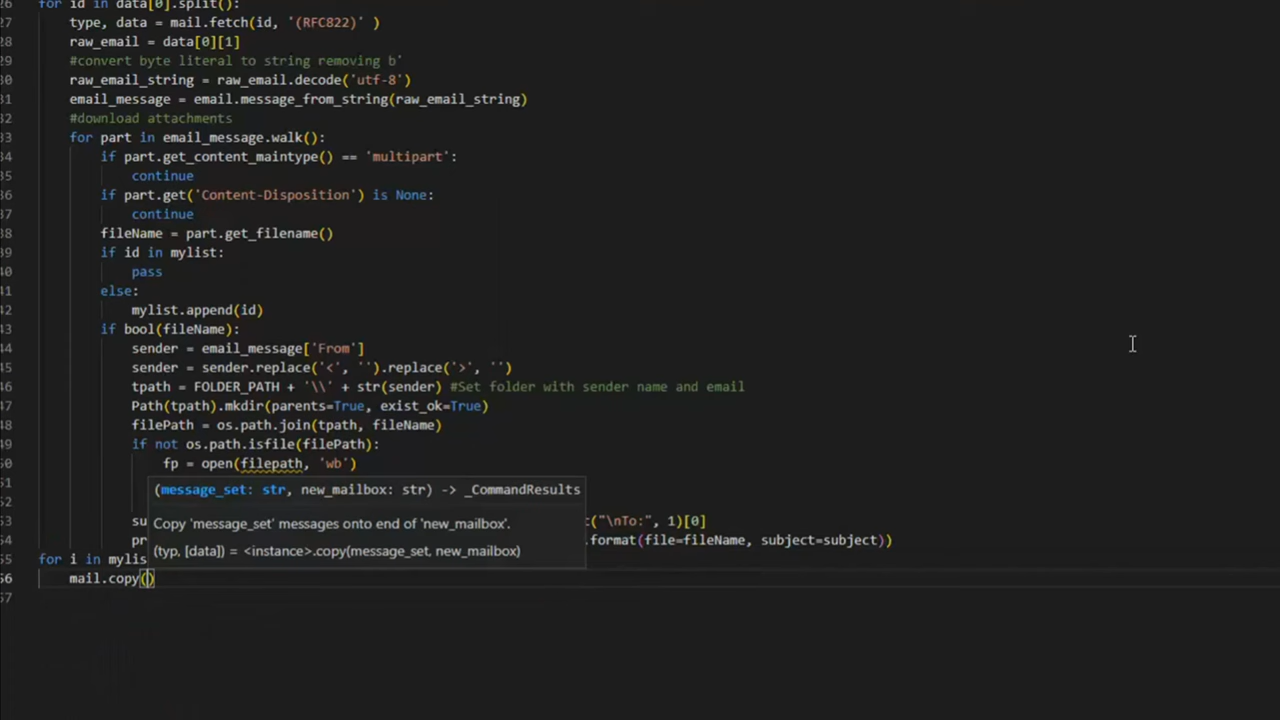 26 for id in data[0].split():
27 type, data = mail.fetch(id, '(RFC822)' )
28 raw_email = data[0][1]
29 #convert byte literal to string removing b'
30 raw_email_string = raw_email.decode('utf-8')
31 email_message = email.message_from_string(raw_email_string)
32 #download attachments
33 for part in email_message.walk():
34 if part.get_content_maintype() == 'multipart':
35 continue
36 if part.get('Content-Disposition') is None:
37 continue
38 fileName = part.get_filename()
39 if id in mylist:
40 pass
41 else:
42 mylist.append(id)
43 if bool(fileName):
44 sender = email_message['From']
45 sender = sender.replace('<', '').replace('>', '')
46 tpath = FOLDER_PATH + '\\' + str(sender) #Set folder with sender name and email
47 Path(tpath).mkdir(parents=True, exist_ok=True)
48 filePath = os.path.join(tpath, fileName)
49 if not os.path.isfile(filePath):
50 fp = open(filepath, 'wb')
51 (message_set: str, new_mailbox: str) -> _CommandResults
52
53 su t("\nTo:", 1)[0]
Copy 'message_set' messages onto end of 'new_mailbox'.
54 pr .format(file=fileName, subject=subject))
(typ, [data]) = <instance>.copy(message_set, new_mailbox)
55 for i in mylis
56 mail.copy()
57